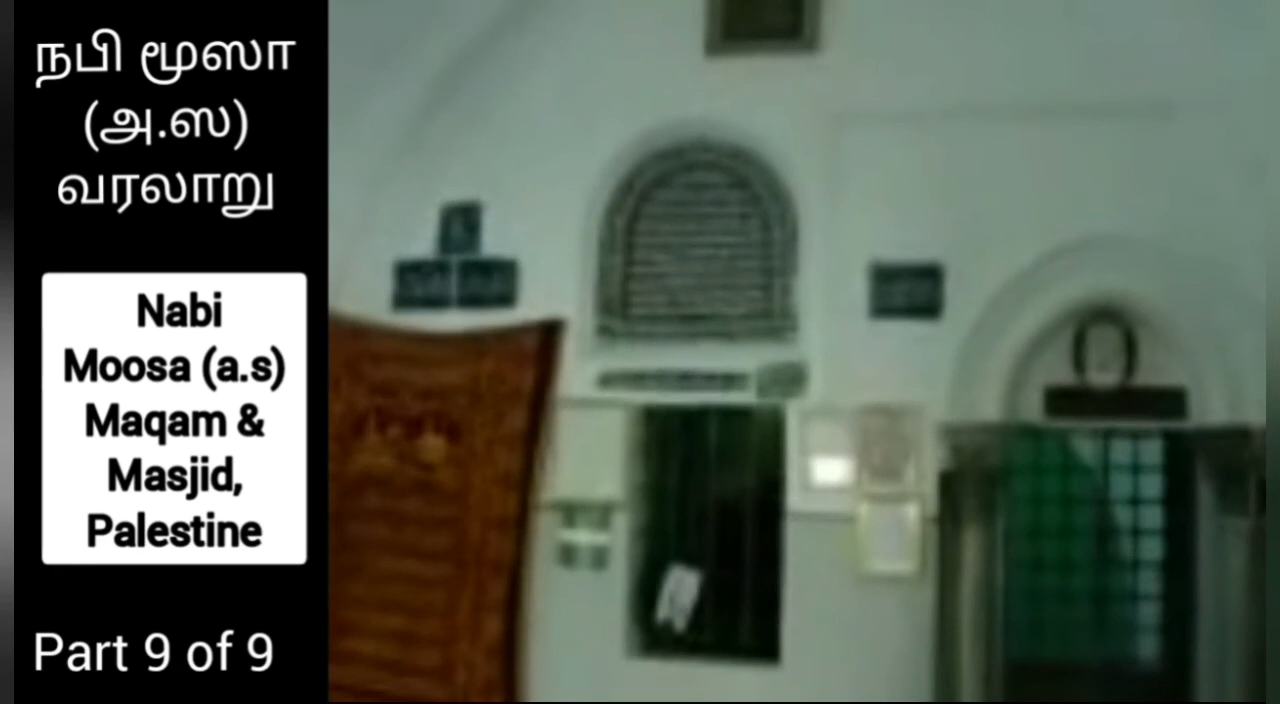 நபி மூஸா
(அ.ஸ)
வரலாறு
Nabi
Moosa (a.s)
Maqam &
Masjid,
Palestine
Part 9 of 9